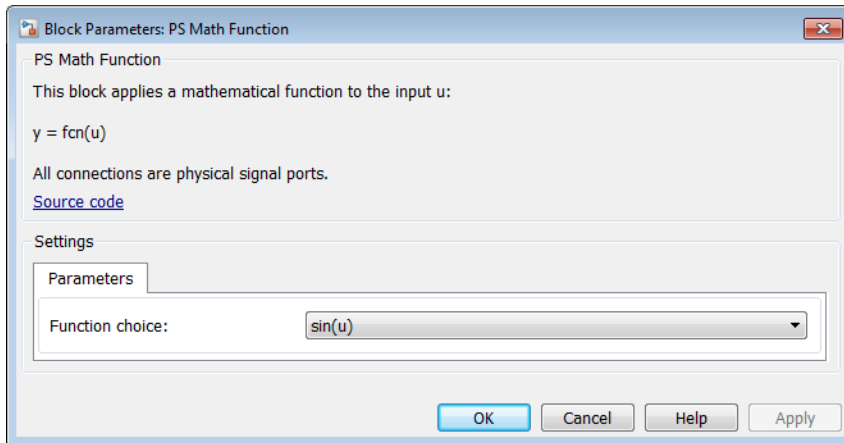 Block Parameters: PS Math Function
PS Math Function
This block applies a mathematical function to the input u:
y = fcn(u)
All connections are physical signal ports.
Source code
Settings
Parameters
Function choice: sin(u)
OK Cancel Help Apply